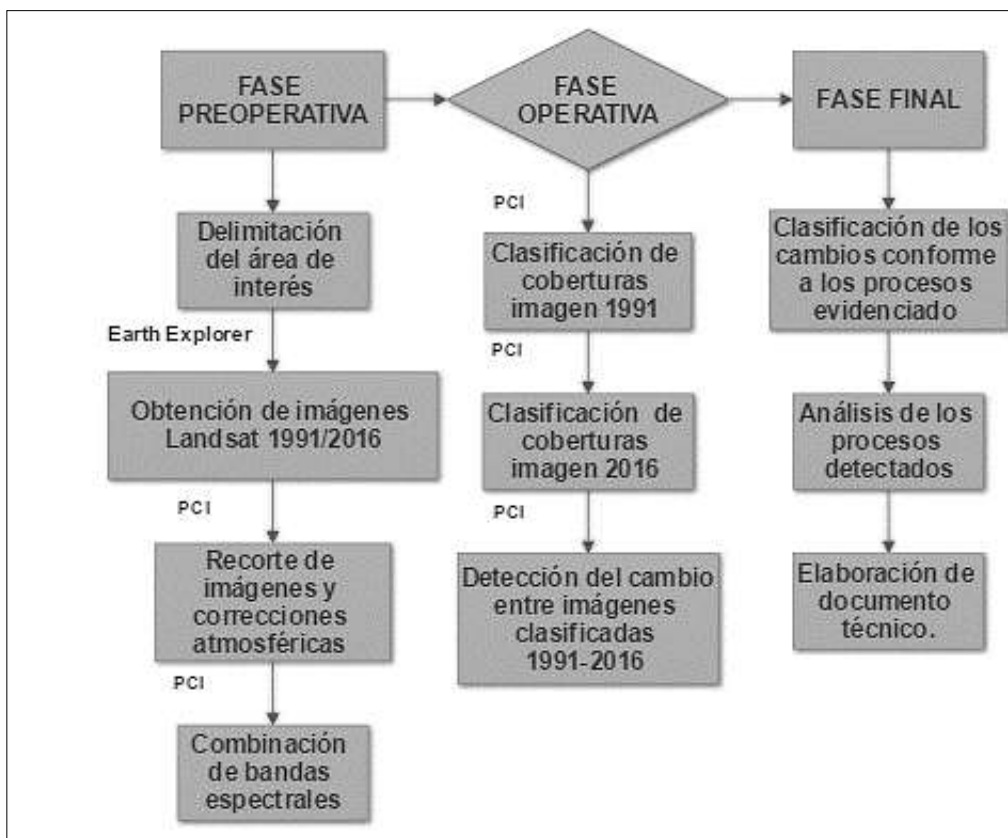 FASE
PREOPERATIVA
Delimitación
del área de
interés
Earth Explorer
Obtención de imágenes
Landsat 1991/2016
PCI
Recorte de
imágenes y
correcciones
atmosféricas
PCI
Combinación
de bandas
espectrales
FASE
OPERATIVA
PCI
Clasificación de
coberturas
imagen 1991
PCI
Clasificación de
coberturas
imagen 2016
PCI
Detección del cambio
entre imágenes
clasificadas
1991-2016
FASE FINAL
Clasificación de los
cambios conforme
a los procesos
evidenciado
Análisis de los
procesos
detectados
Elaboración de
documento
técnico.